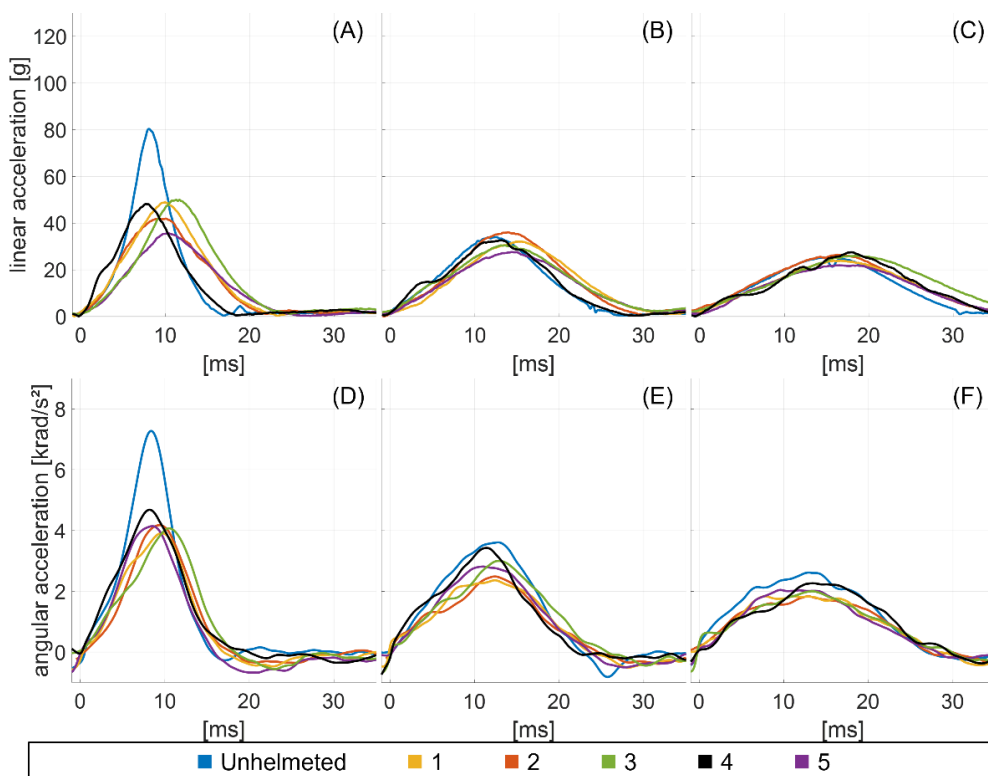 (A) (B) (C)
linear acceleration [g]
120
100
80
60
40
20
0
0 10 20 30 0 10 20 30 0 10 20 30
[ms] [ms] [ms]
(D) (E) (F)
angular acceleration [krad/s²]
8
6
4
2
0
0 10 20 30 0 10 20 30 0 10 20 30
[ms] [ms] [ms]
Unhelmeted 1 2 3 4 5